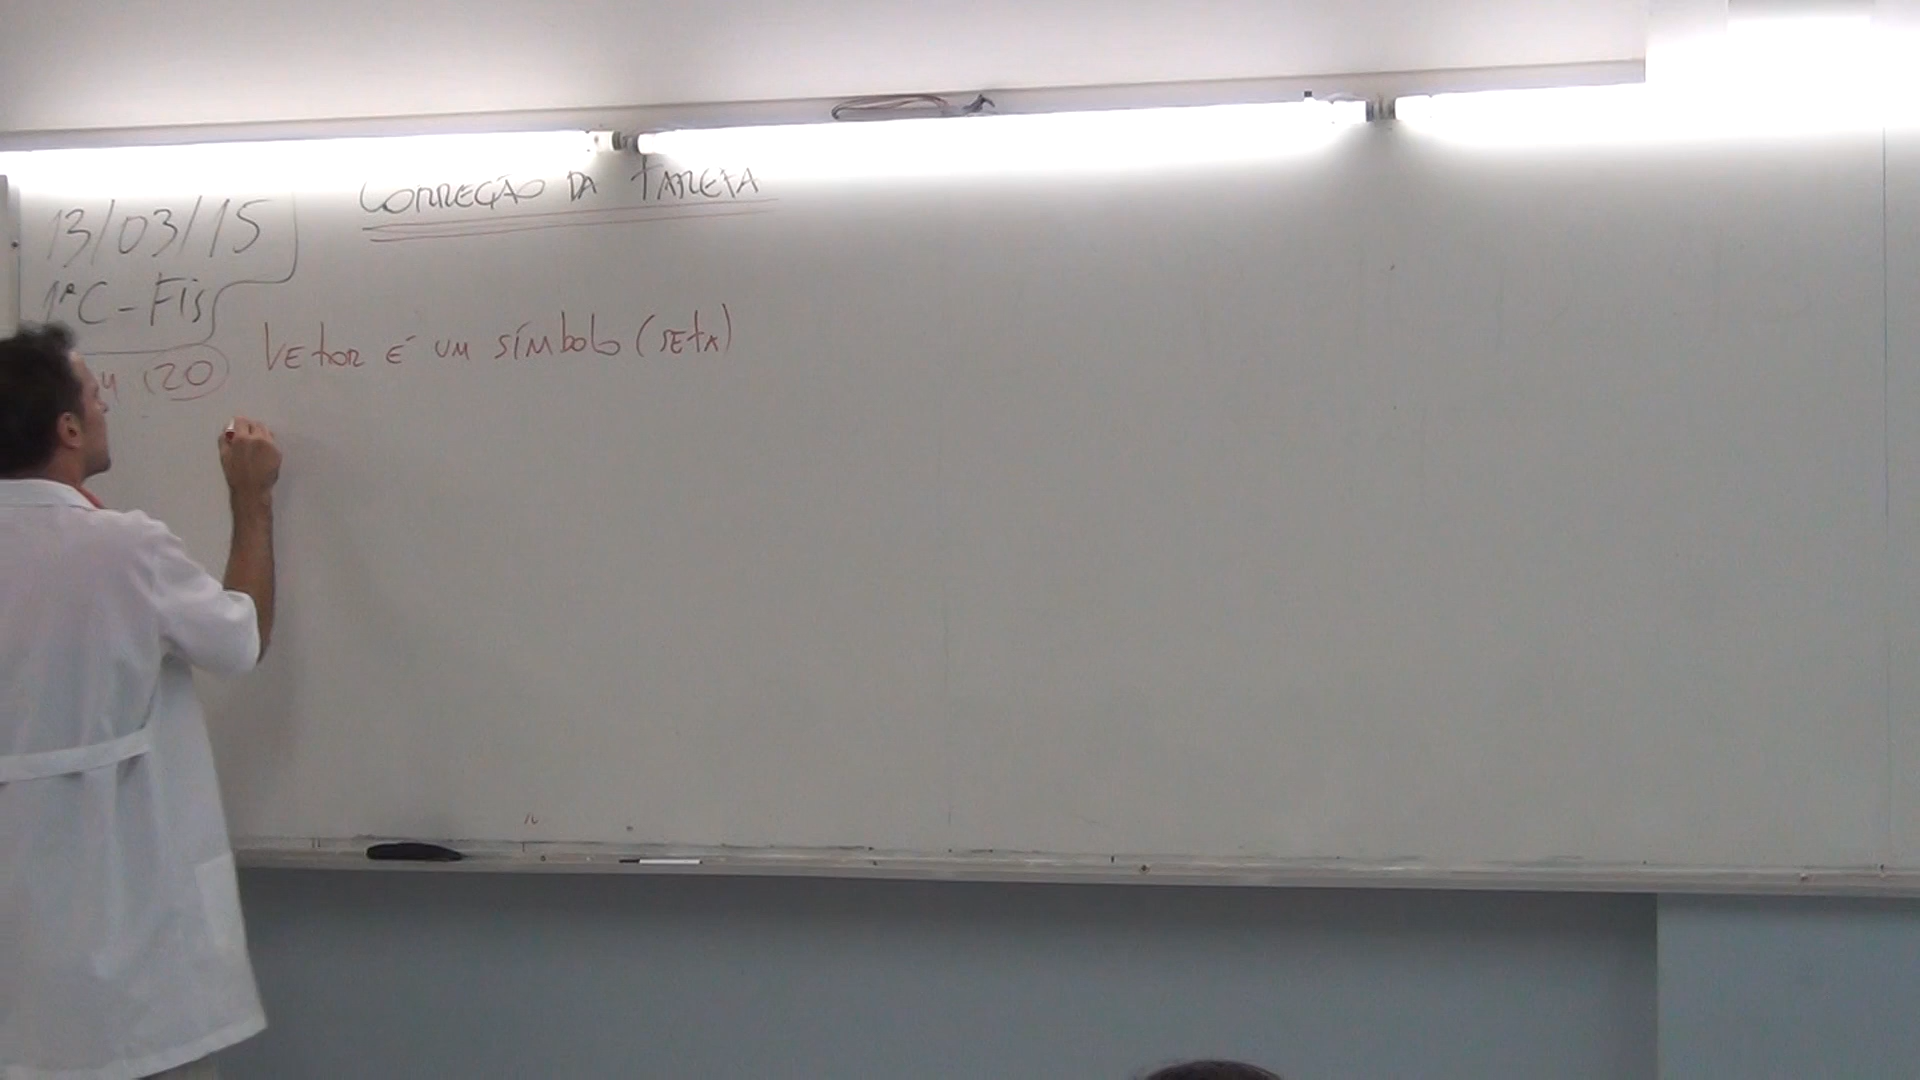 CORREÇÃO DA TAREFA
13/03/15
1ªC-Fis
20 Vetor é um símbolo (seta)